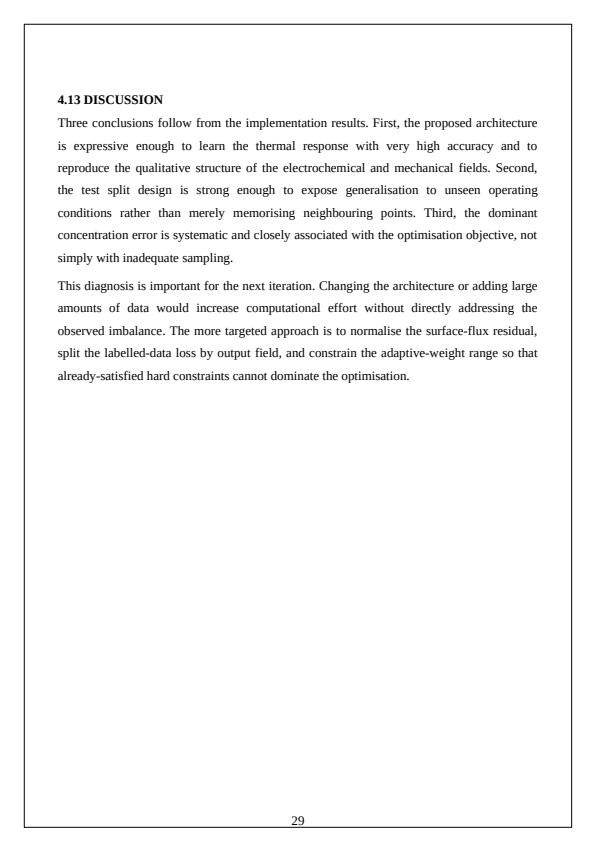 4.13 DISCUSSION
Three conclusions follow from the implementation results. First, the proposed architecture
is expressive enough to learn the thermal response with very high accuracy and to
reproduce the qualitative structure of the electrochemical and mechanical fields. Second,
the test split design is strong enough to expose generalisation to unseen operating
conditions rather than merely memorising neighbouring points. Third, the dominant
concentration error is systematic and closely associated with the optimisation objective, not
simply with inadequate sampling.
This diagnosis is important for the next iteration. Changing the architecture or adding large
amounts of data would increase computational effort without directly addressing the
observed imbalance. The more targeted approach is to normalise the surface-flux residual,
split the labelled-data loss by output field, and constrain the adaptive-weight range so that
already-satisfied hard constraints cannot dominate the optimisation.
29